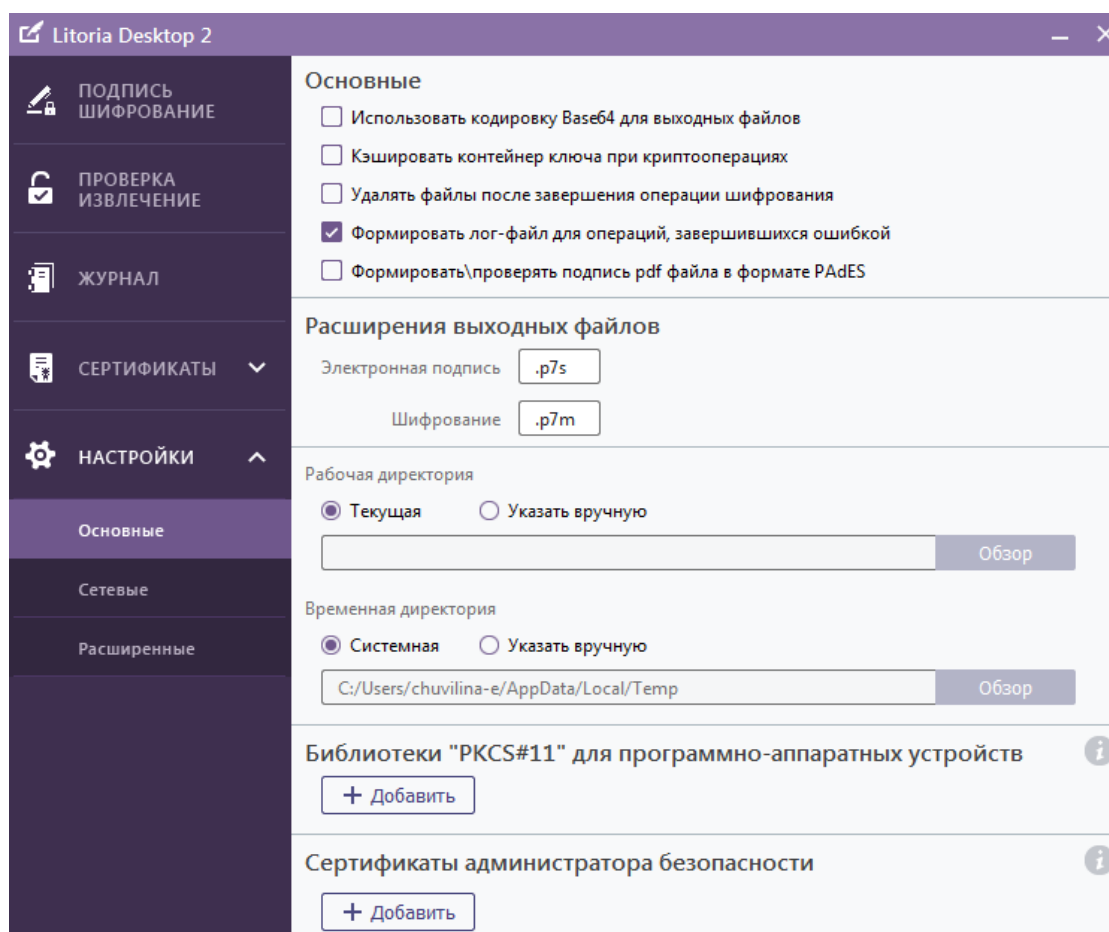 Litoria Desktop 2
ПОДПИСЬ
ШИФРОВАНИЕ
ПРОВЕРКА
ИЗВЛЕЧЕНИЕ
ЖУРНАЛ
СЕРТИФИКАТЫ
НАСТРОЙКИ
Основные
Сетевые
Расширенные
Основные
Использовать кодировку Base64 для выходных файлов
Кэшировать контейнер ключа при криптооперациях
Удалять файлы после завершения операции шифрования
Формировать лог-файл для операций, завершившихся ошибкой
Формировать\проверять подпись pdf файла в формате PAdES
Расширения выходных файлов
Электронная подпись .p7s
Шифрование .p7m
Рабочая директория
Текущая Указать вручную
Обзор
Временная директория
Системная Указать вручную
C:/Users/chuvilina-e/AppData/Local/Temp Обзор
Библиотеки "PKCS#11" для программно-аппаратных устройств
+ Добавить
Сертификаты администратора безопасности
+ Добавить